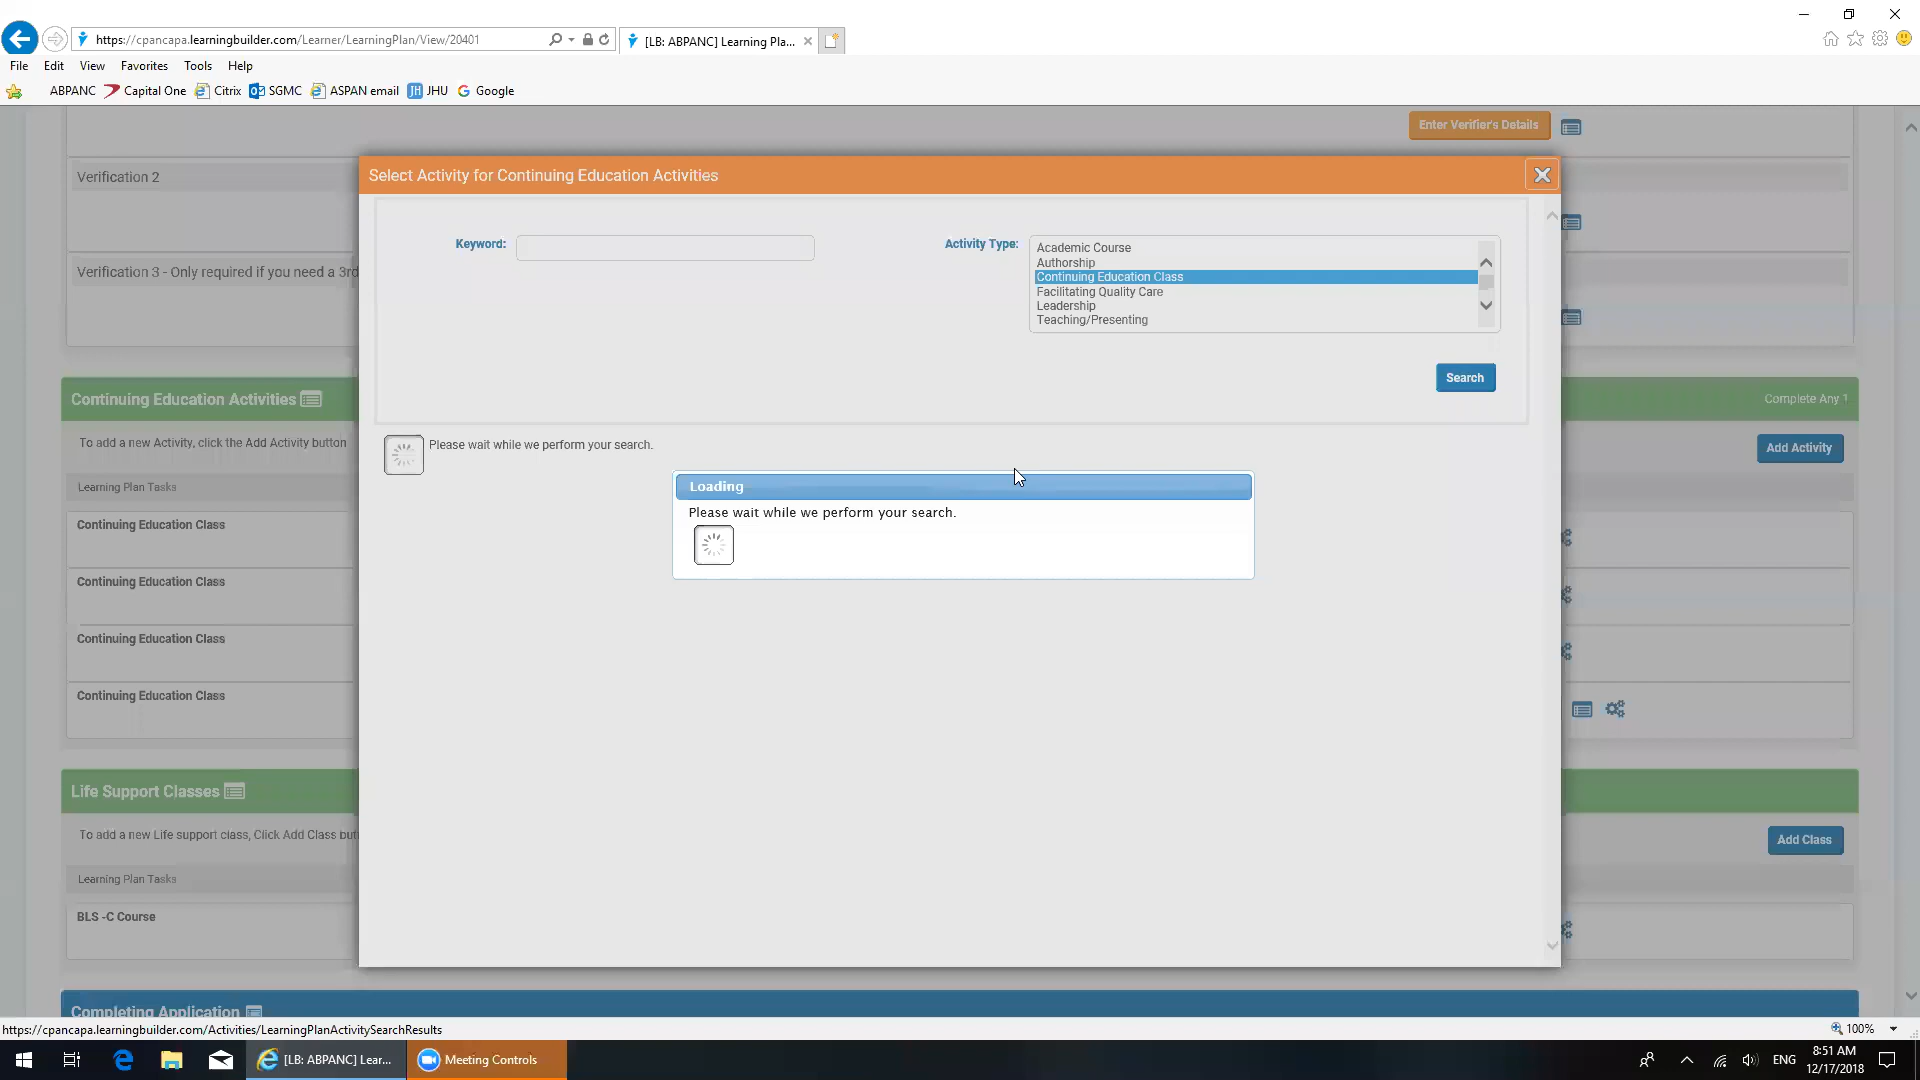 https://cpancapa.learningbuilder.com/Learner/LearningPlan/View/20401
[LB: ABPANC] Learning Pla...
File Edit View Favorites Tools Help
ABPANC Capital One Citrix SGMC ASPAN email JHU Google
Enter Verifier's Details
Verification 2
Verification 3 - Only required if you need a 3rd
Select Activity for Continuing Education Activities
Keyword:
Activity Type:
Academic Course
Authorship
Continuing Education Class
Facilitating Quality Care
Leadership
Teaching/Presenting
Search
Please wait while we perform your search.
Loading
Please wait while we perform your search.
Continuing Education Activities
Complete Any 1
To add a new Activity, click the Add Activity button
Add Activity
Learning Plan Tasks
Continuing Education Class
Continuing Education Class
Continuing Education Class
Continuing Education Class
Life Support Classes
To add a new Life support class, Click Add Class but
Add Class
Learning Plan Tasks
BLS -C Course
Completing Application
https://cpancapa.learningbuilder.com/Activities/LearningPlanActivitySearchResults
100%
[LB: ABPANC] Lear...
Meeting Controls
ENG
8:51 AM
12/17/2018